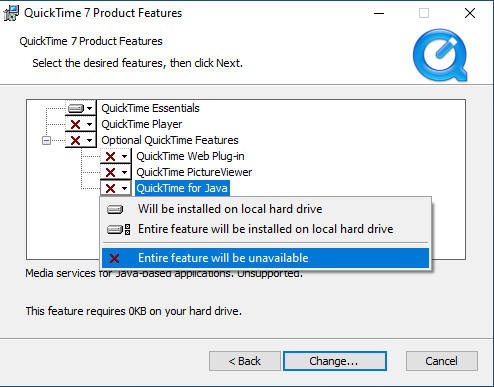 QuickTime 7 Product Features
QuickTime 7 Product Features
Select the desired features, then click Next.
QuickTime Essentials
QuickTime Player
Optional QuickTime Features
QuickTime Web Plug-in
QuickTime PictureViewer
QuickTime for Java
Will be installed on local hard drive
Entire feature will be installed on local hard drive
Entire feature will be unavailable
Media services for Java-based applications. Unsupported.
This feature requires 0KB on your hard drive.
< Back
Change...
Cancel